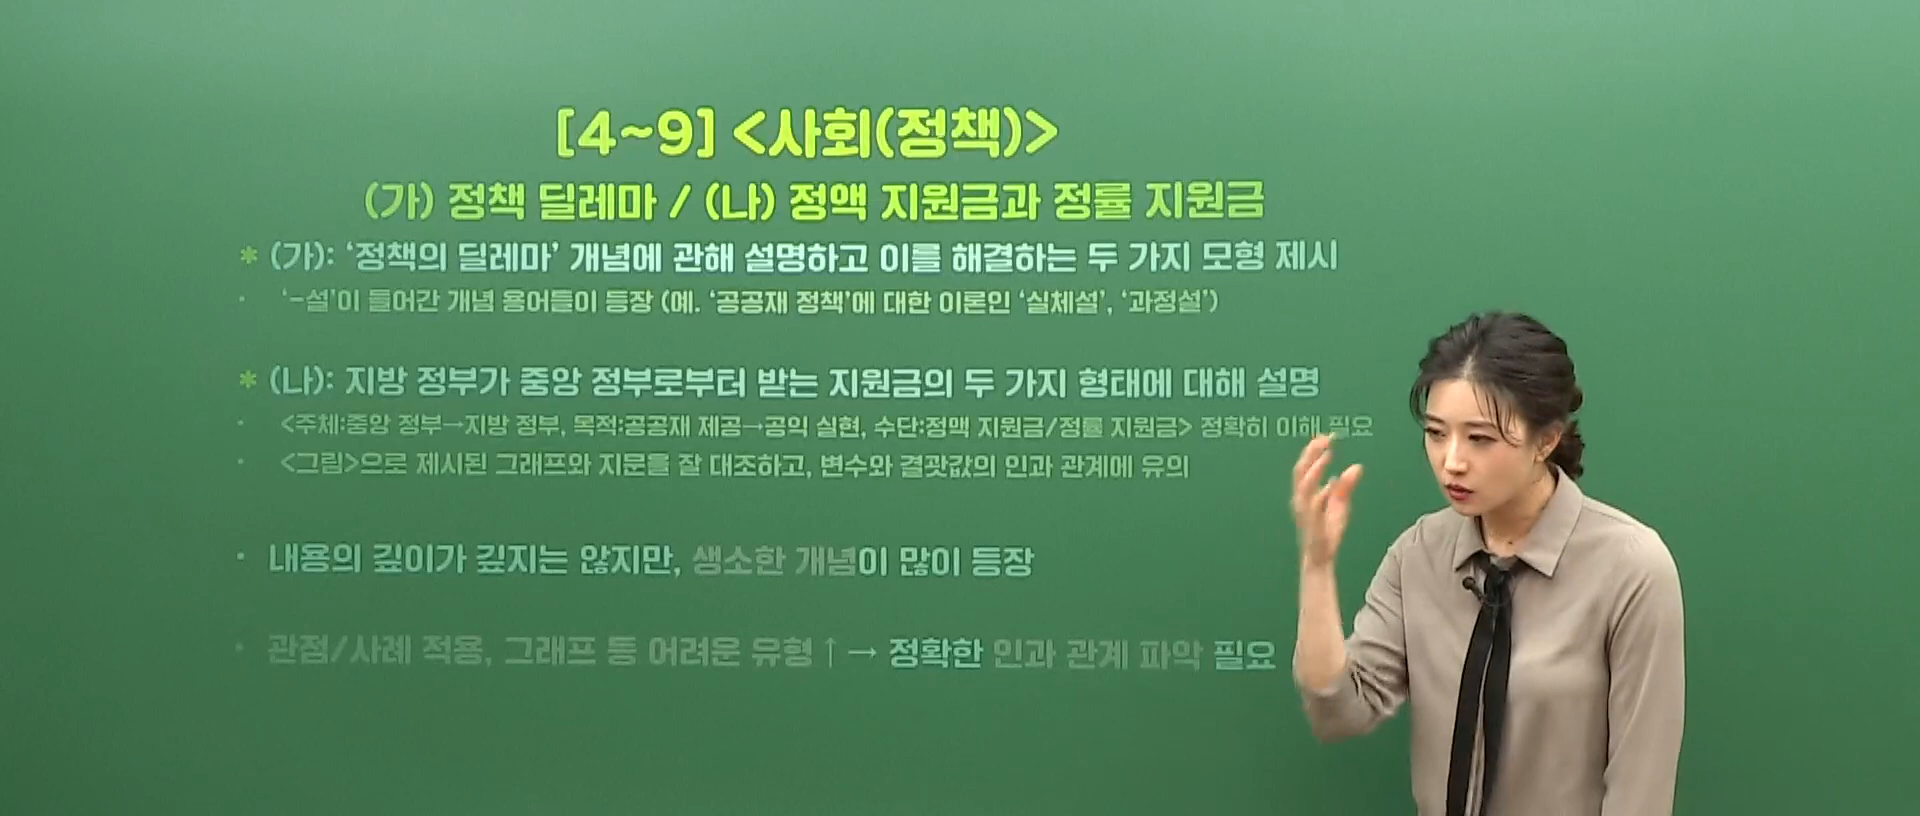 [4~9] <사회(정책)>
(가) 정책 딜레마 / (나) 정액 지원금과 정률 지원금
* (가): ‘정책의 딜레마’ 개념에 관해 설명하고 이를 해결하는 두 가지 모형 제시
· ‘-설’이 들어간 개념 용어들이 등장 (예. ‘공공재 정책’에 대한 이론인 ‘실체설’, ‘과정설’)
* (나): 지방 정부가 중앙 정부로부터 받는 지원금의 두 가지 형태에 대해 설명
· <주체:중앙 정부→지방 정부, 목적:공공재 제공→공익 실현, 수단:정액 지원금/정률 지원금> 정확히 이해 필요
· <그림>으로 제시된 그래프와 지문을 잘 대조하고, 변수와 결괏값의 인과 관계에 유의
· 내용의 깊이가 깊지는 않지만, 생소한 개념이 많이 등장
· 관점/사례 적용, 그래프 등 어려운 유형↑→ 정확한 인과 관계 파악 필요